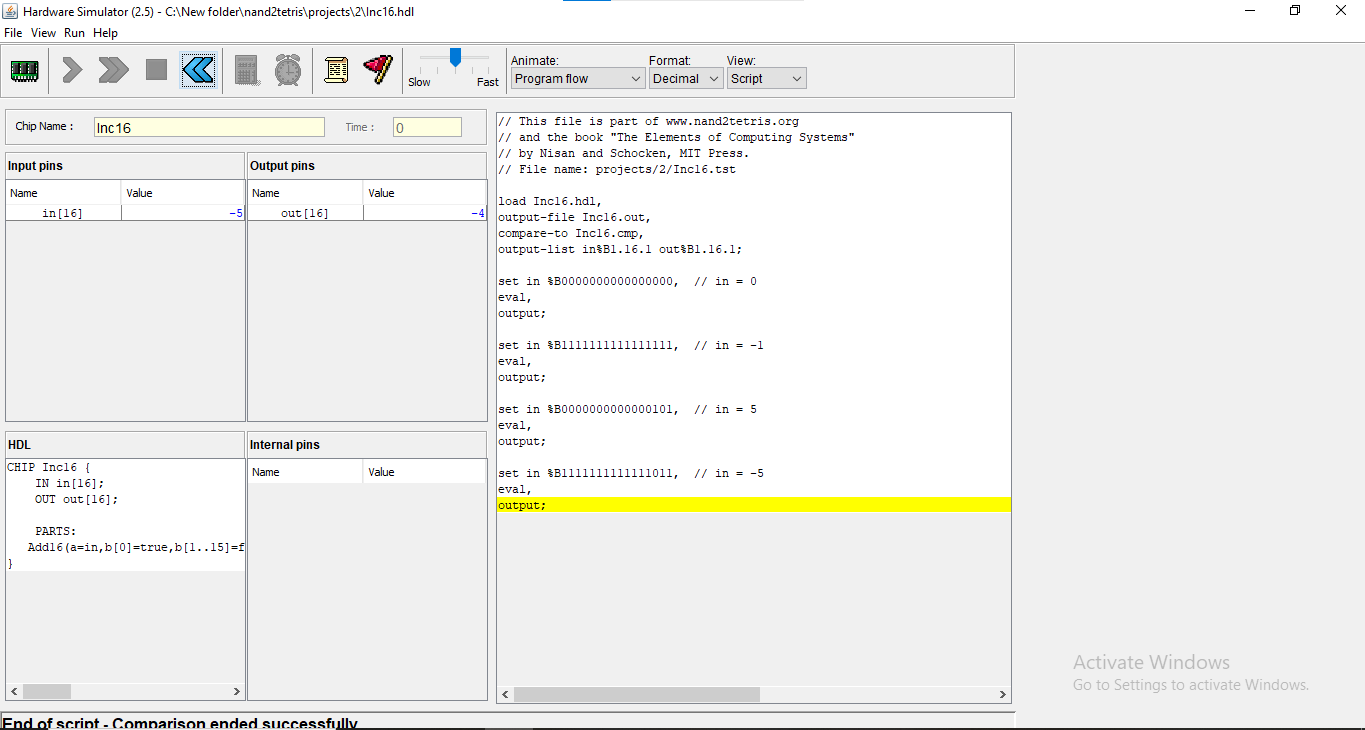 Hardware Simulator (2.5) - C:\New folder\nand2tetris\projects\2\Inc16.hdl
File View Run Help
Slow Fast
Animate: Format: View:
Program flow Decimal Script
Chip Name : Inc16 Time : 0
Input pins
Name Value
in[16] -5
Output pins
Name Value
out[16] -4
HDL
CHIP Inc16 {
IN in[16];
OUT out[16];
PARTS:
Add16(a=in,b[0]=true,b[1..15]=f
}
Internal pins
Name Value
// This file is part of www.nand2tetris.org
// and the book "The Elements of Computing Systems"
// by Nisan and Schocken, MIT Press.
// File name: projects/2/Inc16.tst
load Inc16.hdl,
output-file Inc16.out,
compare-to Inc16.cmp,
output-list in%B1.16.1 out%B1.16.1;
set in %B0000000000000000, // in = 0
eval,
output;
set in %B1111111111111111, // in = -1
eval,
output;
set in %B0000000000000101, // in = 5
eval,
output;
set in %B1111111111111011, // in = -5
eval,
output;
Activate Windows
Go to Settings to activate Windows.
End of script - Comparison ended successfully